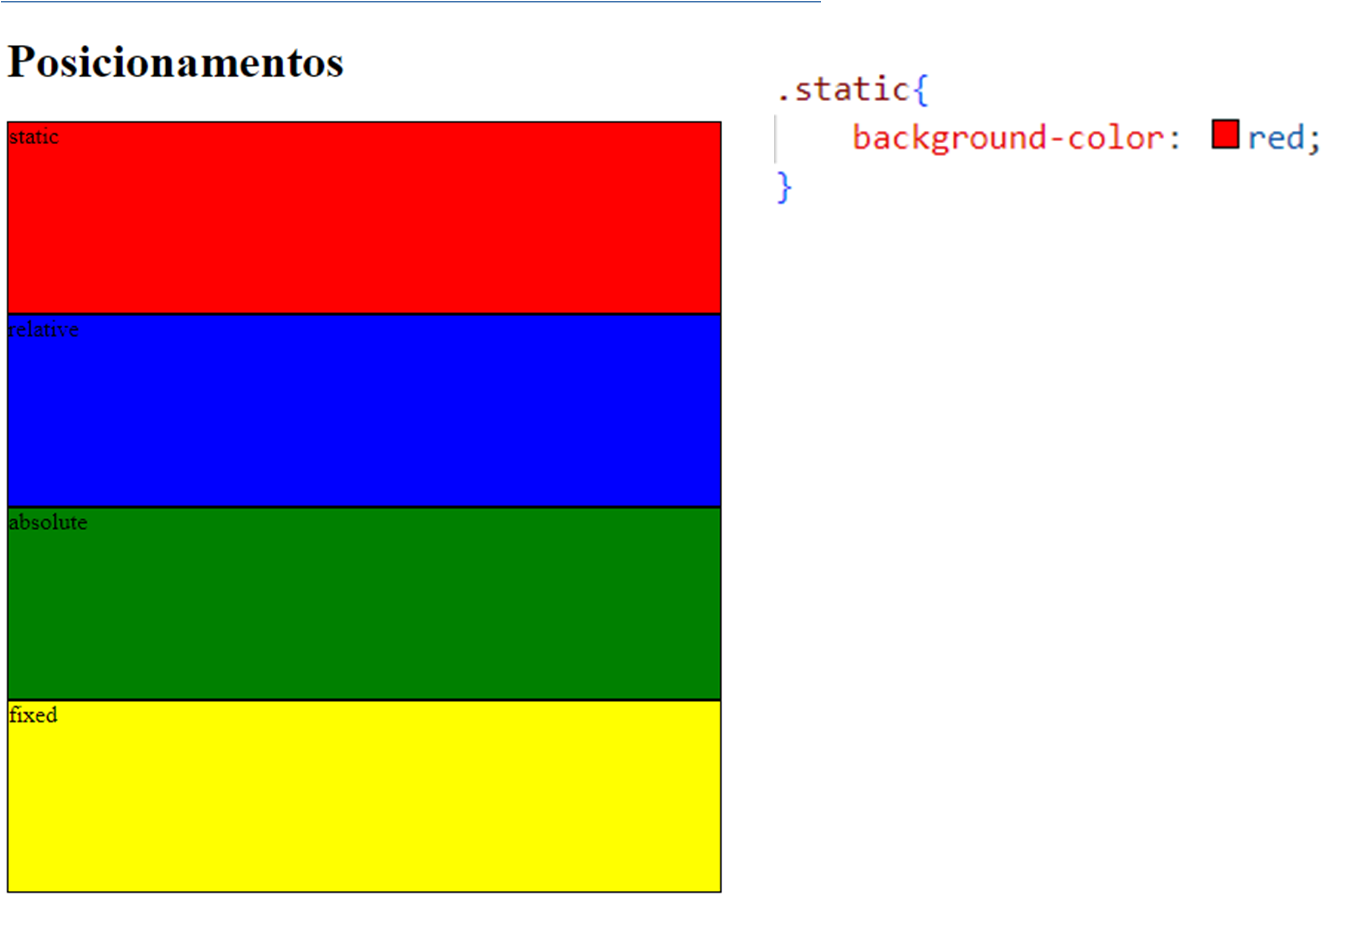 Posicionamentos
static
relative
absolute
fixed
.static{
background-color: red;
}